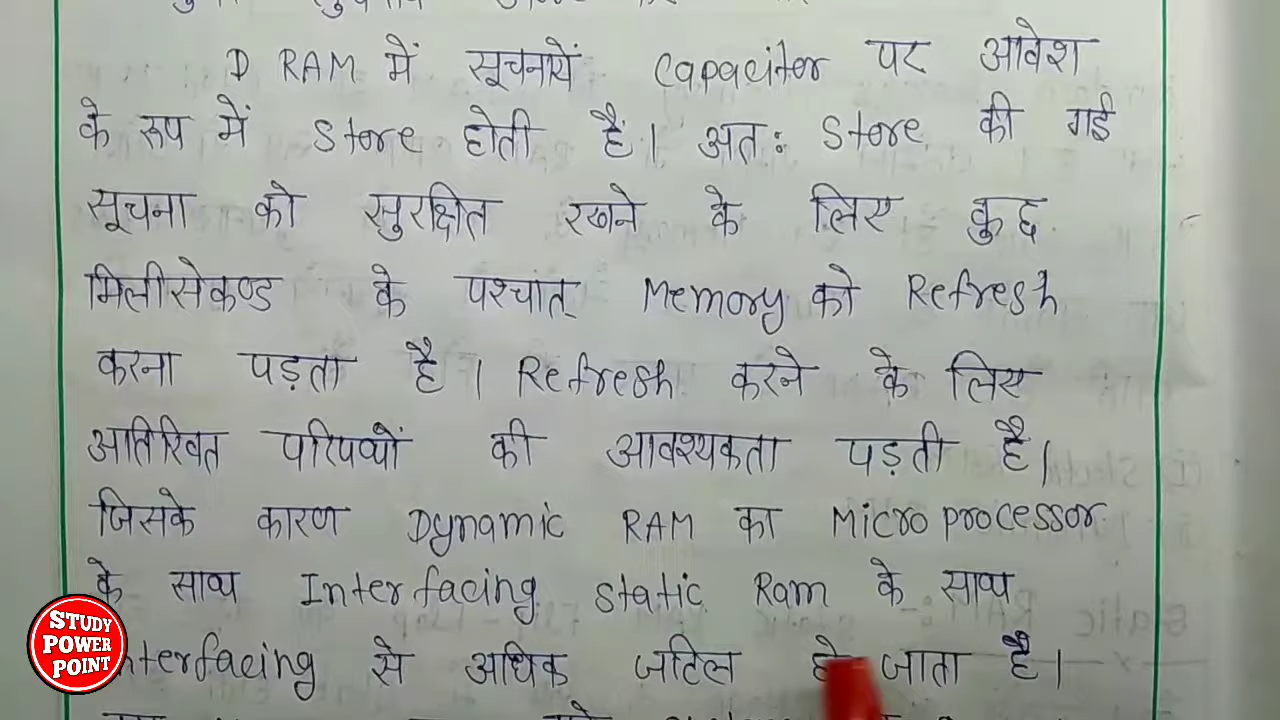 D RAM में सूचनायें Capacitor पर आवेश
के रूप में Store होती है। अतः Store की गई
सूचना को सुरक्षित रखने के लिए कुछ
मिलीसेकण्ड के पश्चात् Memory को Refresh
करना पड़ता है। Refresh करने के लिए
अतिरिक्त परिपथों की आवश्यकता पड़ती है।
जिसके कारण Dynamic RAM का Microprocessor
के साथ Interfacing Static Ram के साथ
Interfacing से अधिक जटिल हो जाता है।
STUDY
POWER
POINT